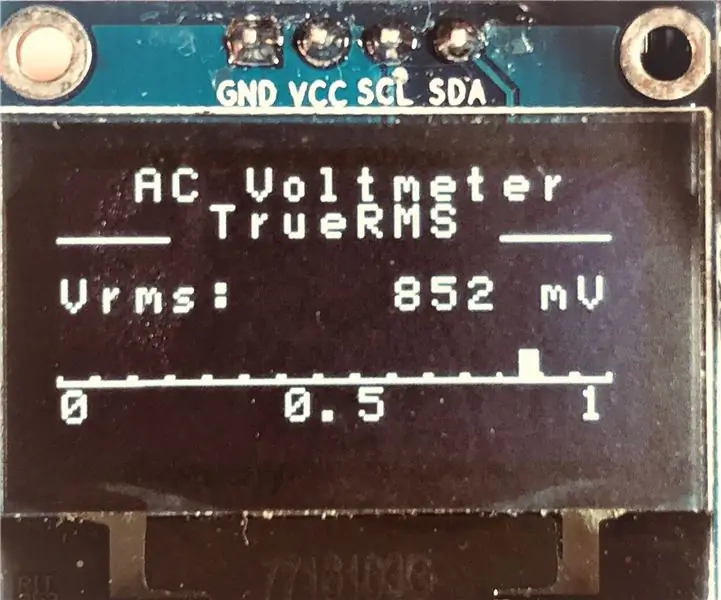 GND VCC SCL SDA
AC Voltmeter
TrueRMS
Vrms: 852 mV
0 0.5 1